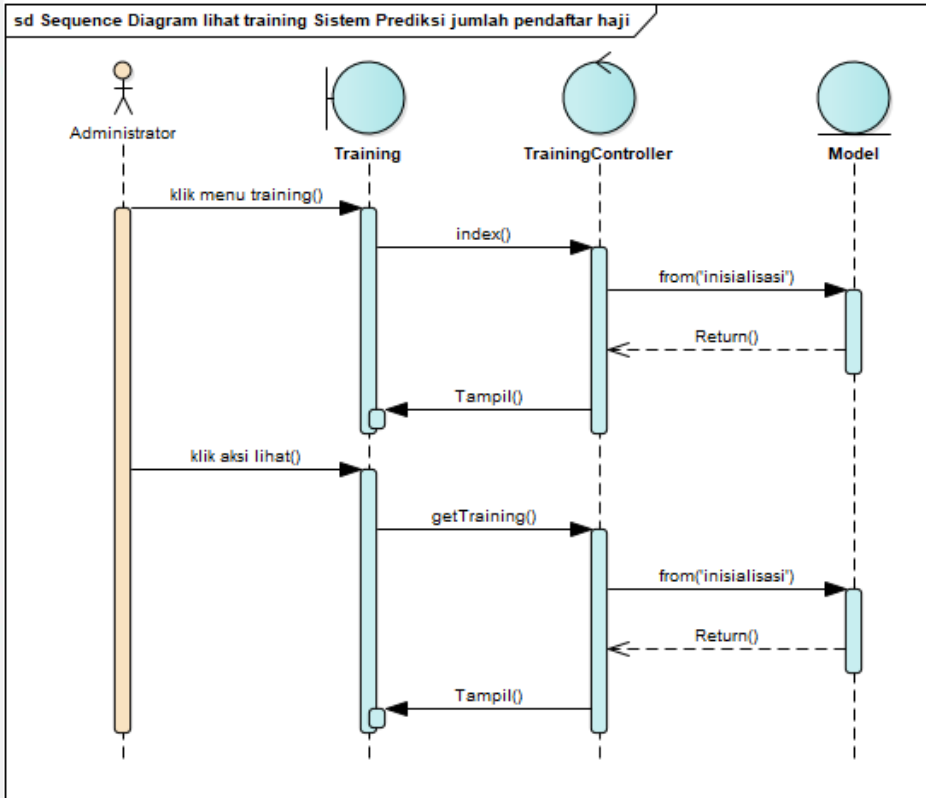 sd Sequence Diagram lihat training Sistem Prediksi jumlah pendaftar haji
Administrator
Training
TrainingController
Model
klik menu training()
index()
from('inisialisasi')
Return()
Tampil()
klik aksi lihat()
getTraining()
from('inisialisasi')
Return()
Tampil()